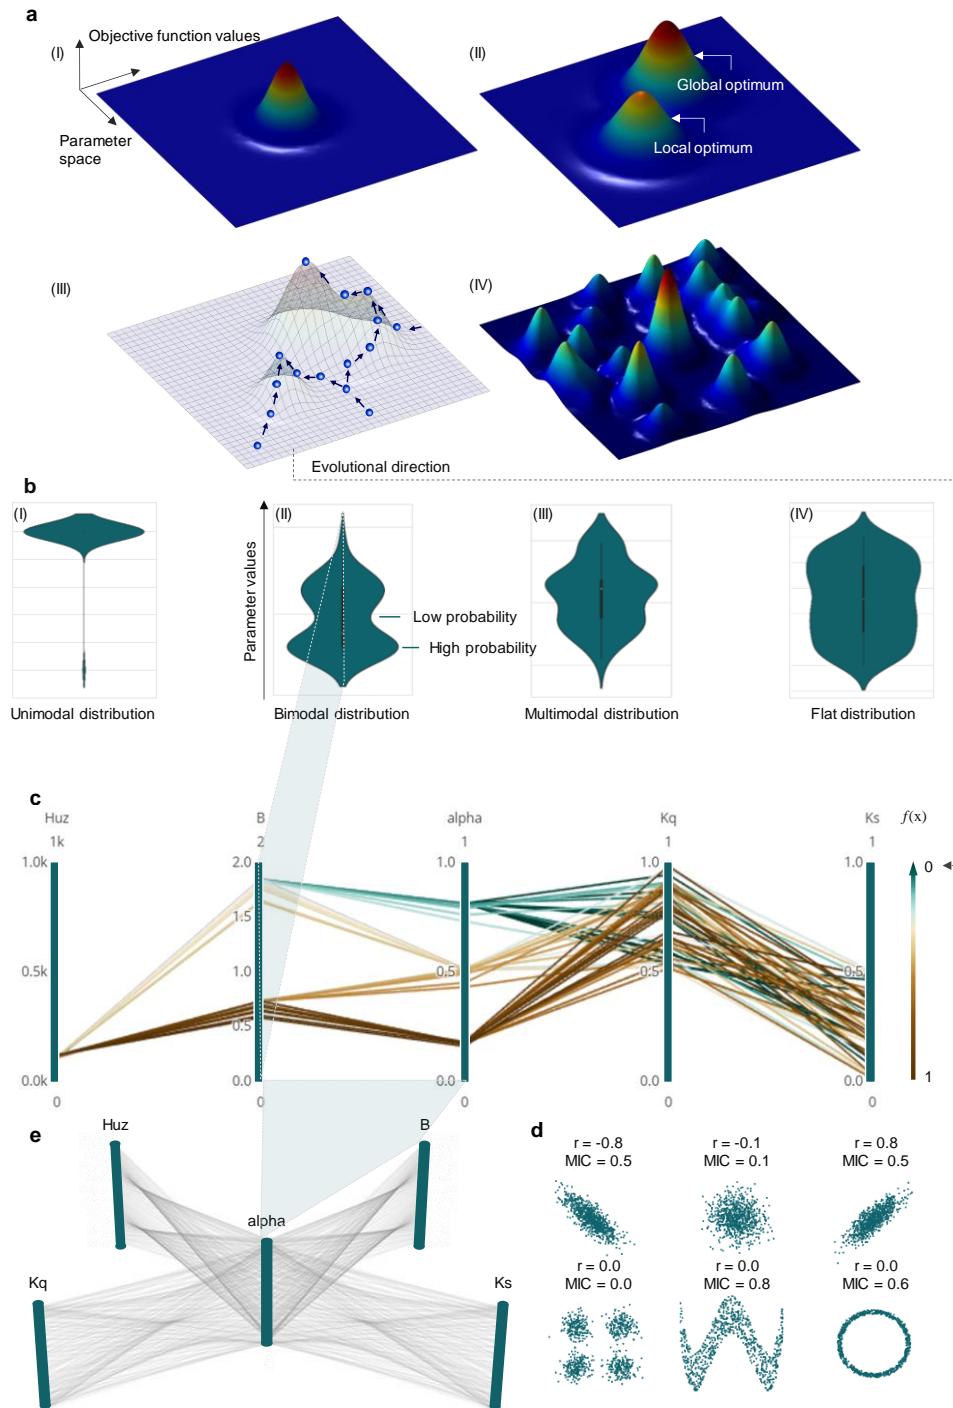 a
(I)
Objective function values
Parameter
space
(II)
Global optimum
Local optimum
(III)
(IV)
Evolutional direction
b
(I)
(II)
(III)
(IV)
Parameter values
Low probability
High probability
Unimodal distribution
Bimodal distribution
Multimodal distribution
Flat distribution
c
Huz
B
alpha
Kq
Ks
f(x)
1k
2
1
1
1
1.0k
2.0
1.0
1.0
1.0
0
1.5
0.5k
1.0
0.5
0.5
0.5
0.5
0.0k
0.0
0.0
0.0
0.0
1
0
0
0
0
0
e
Huz
B
alpha
Kq
Ks
d
r = -0.8
MIC = 0.5
r = -0.1
MIC = 0.1
r = 0.8
MIC = 0.5
r = 0.0
MIC = 0.0
r = 0.0
MIC = 0.8
r = 0.0
MIC = 0.6